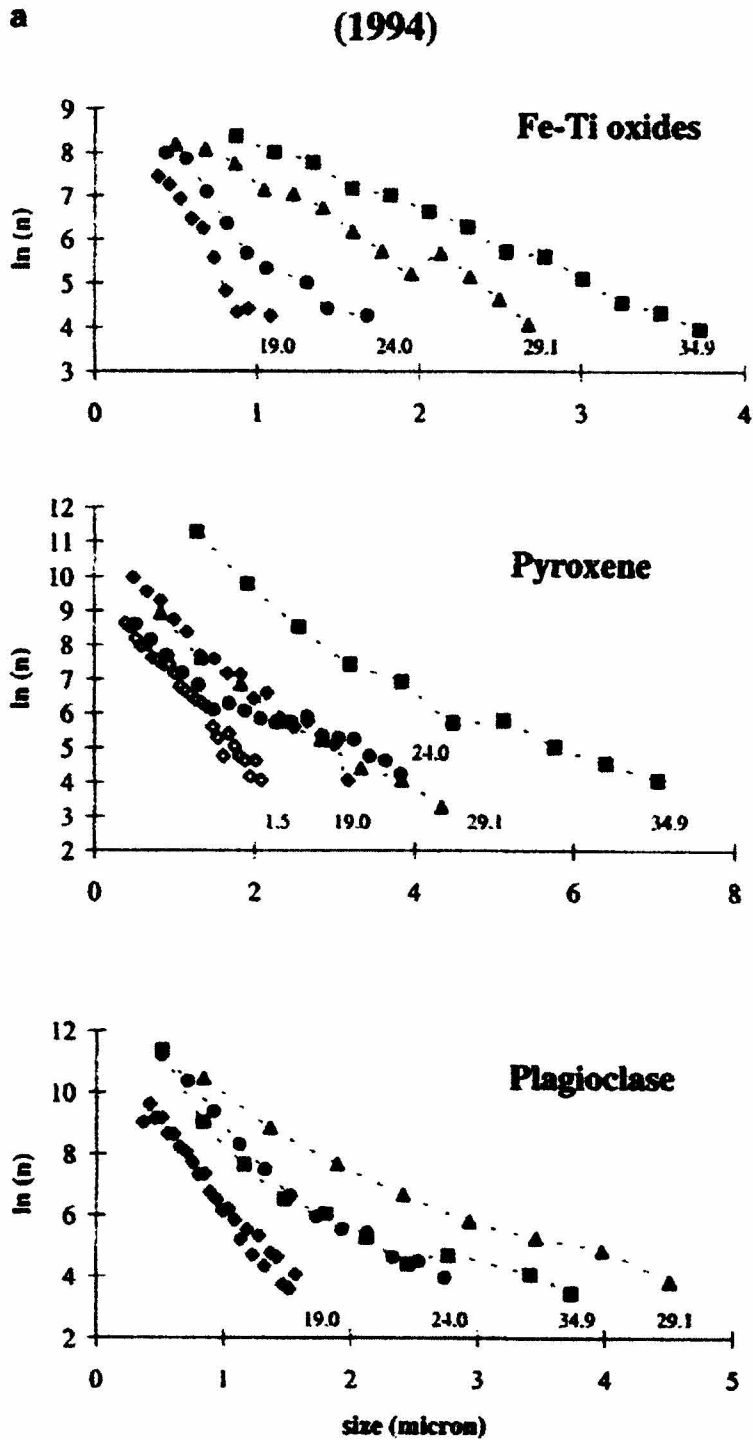 a
(1994)
9
Fe-Ti oxides
8
7
6
5
4
3
ln (n)
19.0 24.0 29.1 34.9
0 1 2 3 4
12
11
Pyroxene
10
9
8
7
6
5
4
3
2
ln (n)
24.0
1.5 19.0 29.1 34.9
0 2 4 6 8
12
Plagioclase
10
8
6
4
2
ln (n)
19.0 24.0 34.9 29.1
0 1 2 3 4 5
size (micron)